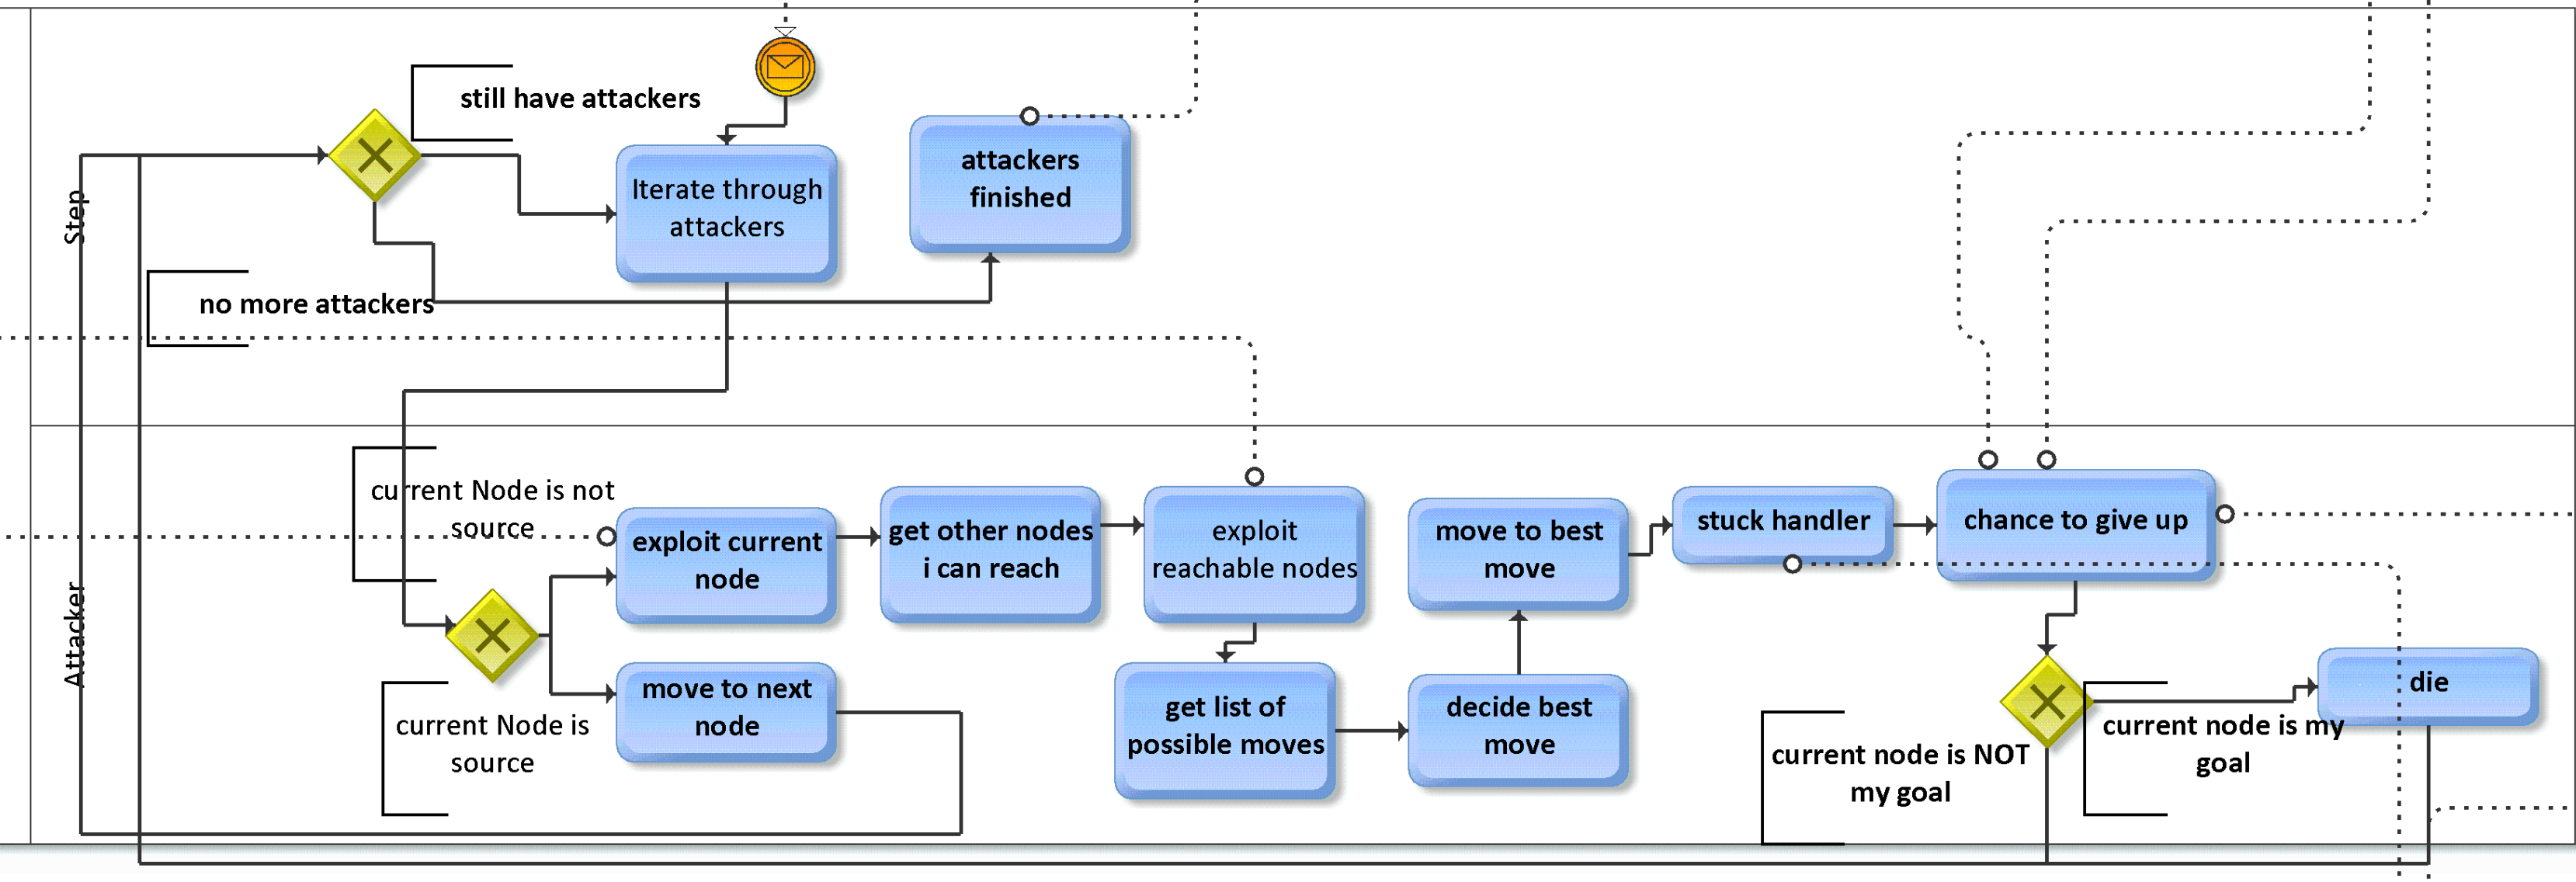 still have attackers
Step
Iterate through
attackers
attackers
finished
no more attackers
Attacker
current Node is not
source
exploit current
node
get other nodes
i can reach
exploit
reachable nodes
move to best
move
stuck handler
chance to give up
current Node is
source
move to next
node
get list of
possible moves
decide best
move
current node is NOT
my goal
current node is my
goal
die